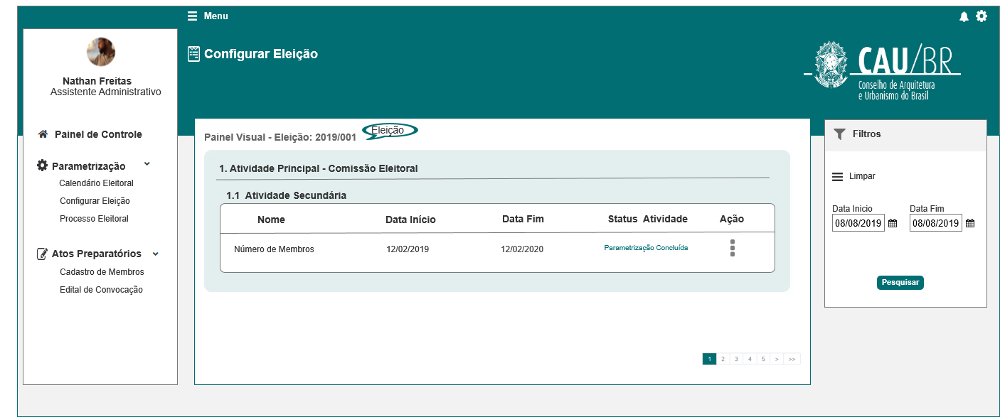 Menu
Nathan Freitas
Assistente Administrativo
Painel de Controle
Parametrização
Calendário Eleitoral
Configurar Eleição
Processo Eleitoral
Atos Preparatórios
Cadastro de Membros
Edital de Convocação
Configurar Eleição
CAU/BR
Conselho de Arquitetura
e Urbanismo do Brasil
Painel Visual - Eleição: 2019/001
Eleição
1. Atividade Principal - Comissão Eleitoral
1.1 Atividade Secundária
Nome Data Início Data Fim Status Atividade Ação
Número de Membros 12/02/2019 12/02/2020 Parametrização Concluída
1 2 3 4 5 > >>
Filtros
Limpar
Data Inicio Data Fim
08/08/2019 08/08/2019
Pesquisar